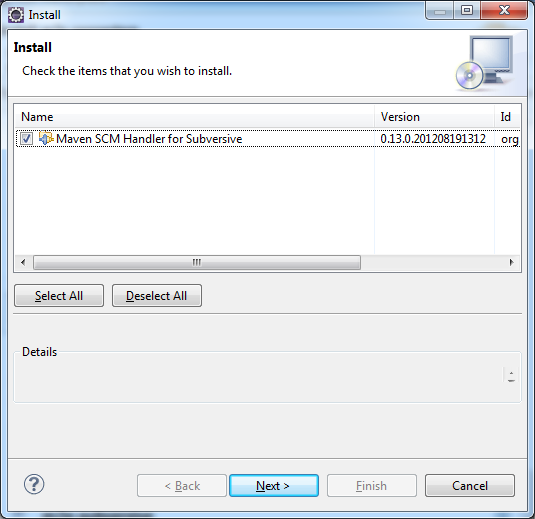 Install
Install
Check the items that you wish to install.
Name Version Id
Maven SCM Handler for Subversive 0.13.0.201208191312 org
Select All Deselect All
Details
< Back Next > Finish Cancel